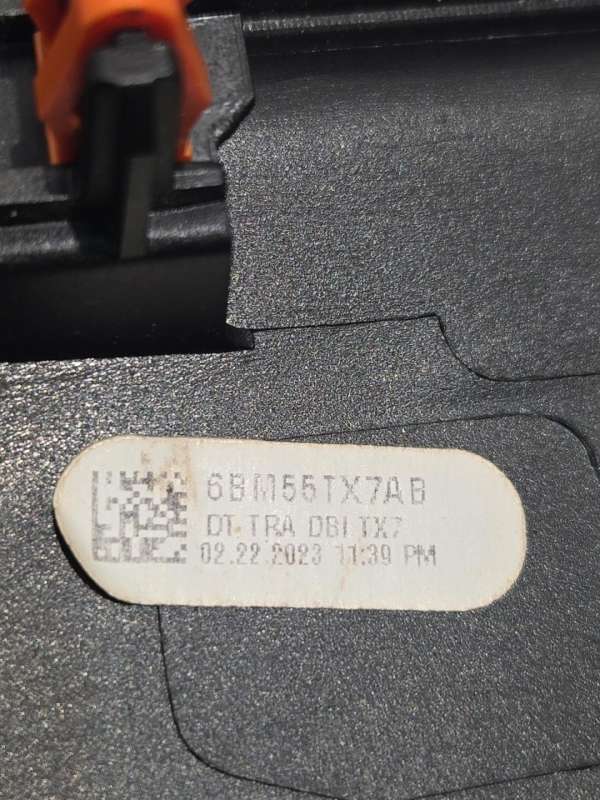 6BM55TX7AB
DT TRA DBI TX7
02.22.2023 11:39 PM